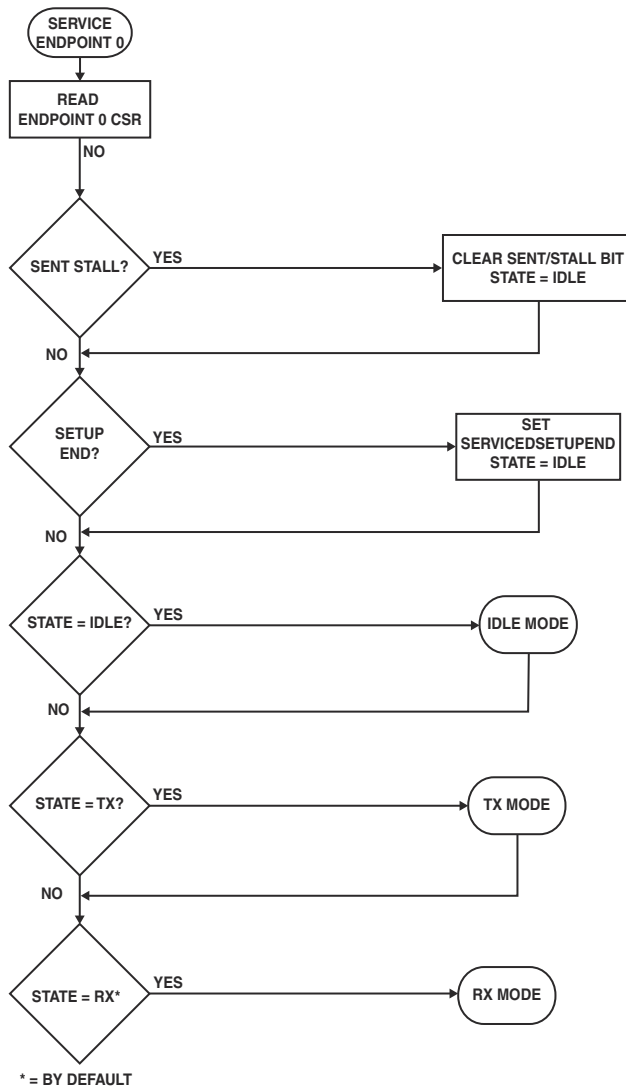 SERVICE
ENDPOINT 0
READ
ENDPOINT 0 CSR
NO
SENT STALL?
YES
CLEAR SENT/STALL BIT
STATE = IDLE
NO
SETUP
END?
YES
SET
SERVICEDSETUPEND
STATE = IDLE
NO
STATE = IDLE?
YES
IDLE MODE
NO
STATE = TX?
YES
TX MODE
NO
STATE = RX*
YES
RX MODE
* = BY DEFAULT